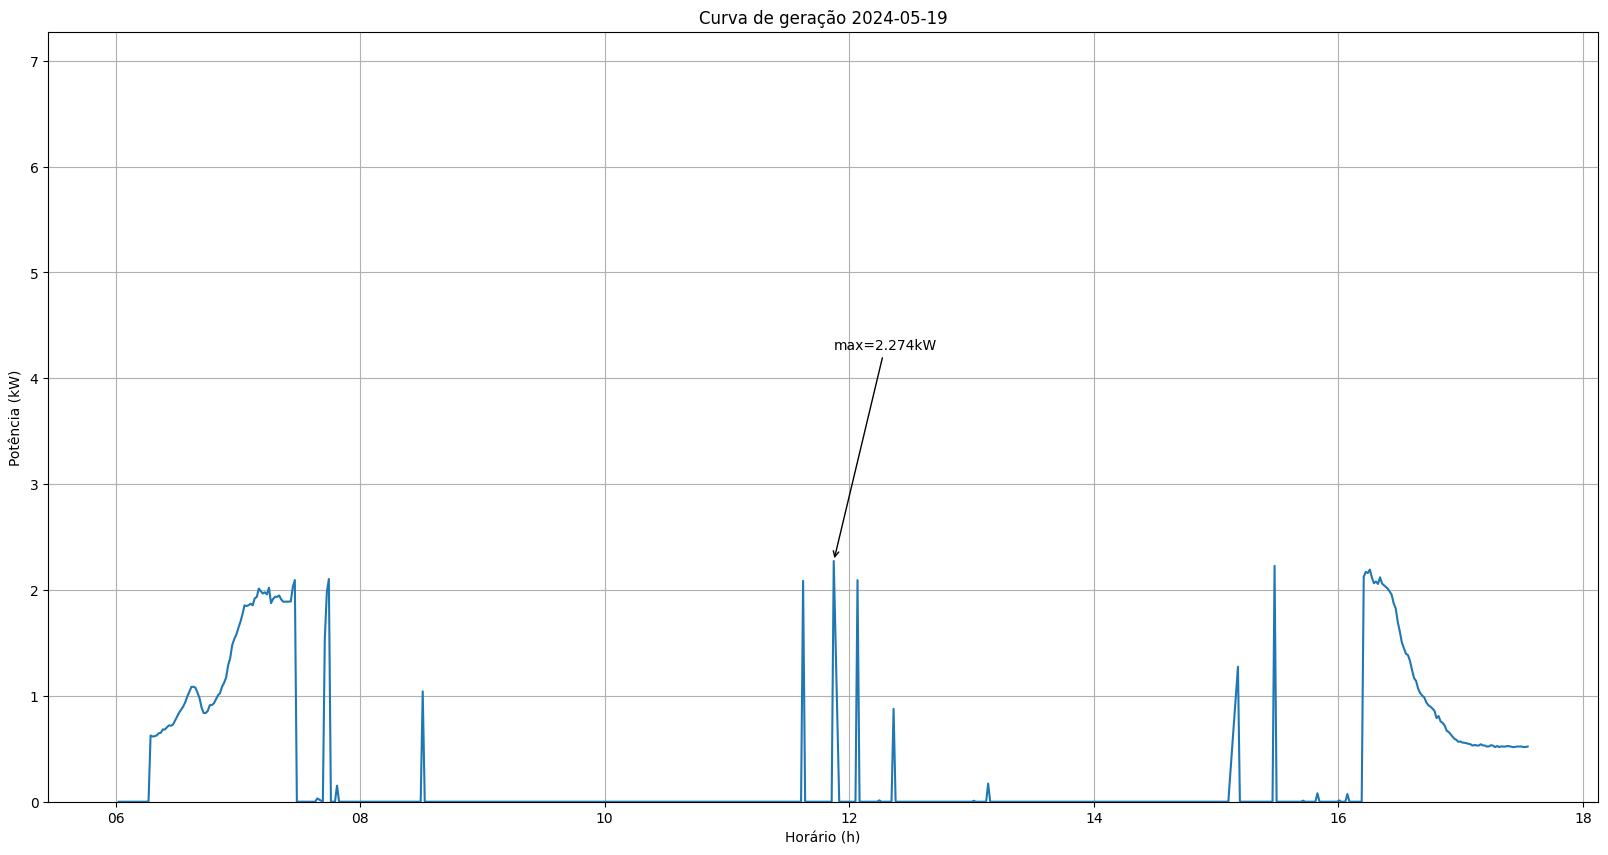 Curva de geração 2024-05-19
7
6
5
4
3
2
1
0
Potência (kW)
max=2.274kW
06 08 10 12 14 16 18
Horário (h)